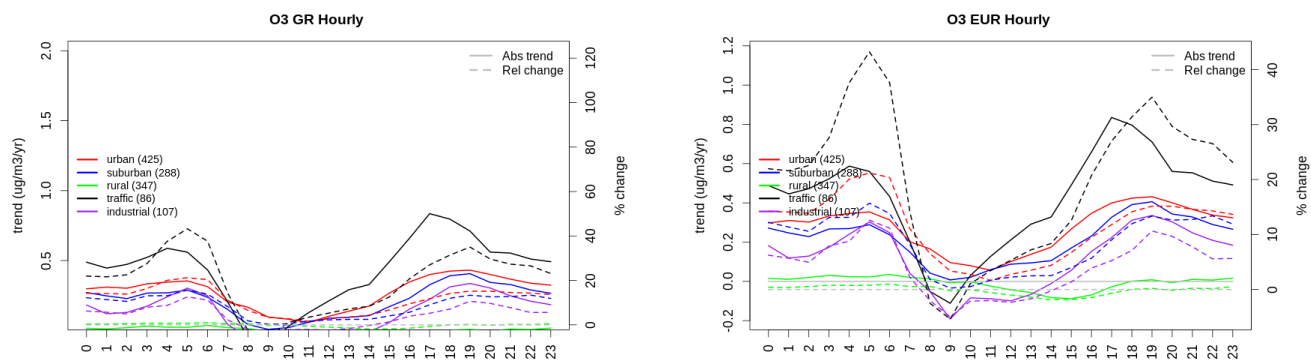 O3 GR Hourly
2.0
1.5
1.0
0.5
trend (ug/m3/yr)
Abs trend
Rel change
urban (425)
suburban (288)
rural (347)
traffic (86)
industrial (107)
120
100
80
60
40
20
0
% change
0 1 2 3 4 5 6 7 8 9 10 11 12 13 14 15 16 17 18 19 20 21 22 23
O3 EUR Hourly
1.2
1.0
0.8
0.6
0.4
0.2
0.0
-0.2
trend (ug/m3/yr)
Abs trend
Rel change
urban (425)
suburban (288)
rural (347)
traffic (86)
industrial (107)
40
30
20
10
0
% change
0 1 2 3 4 5 6 7 8 9 10 11 12 13 14 15 16 17 18 19 20 21 22 23